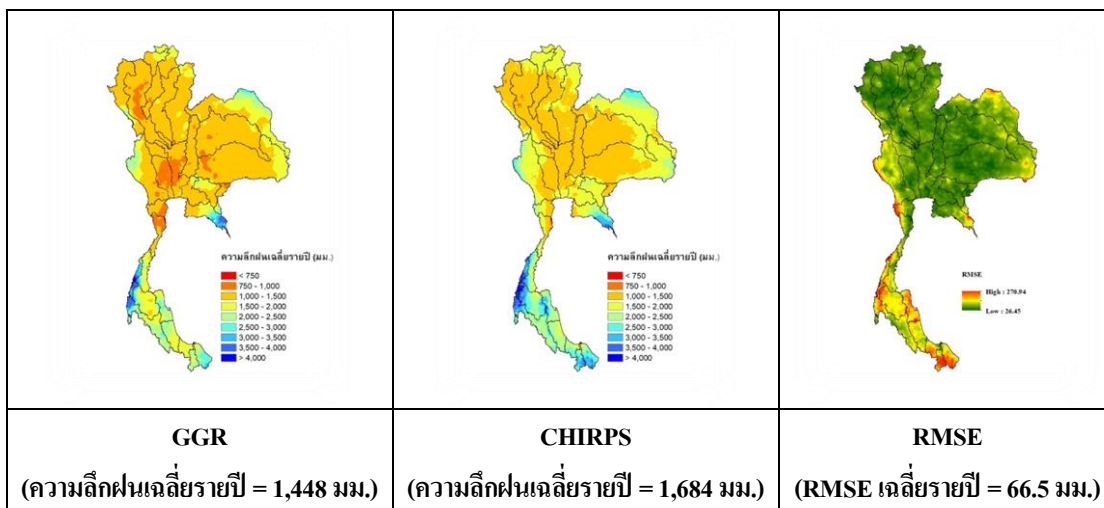 ความลึกฝนเฉลี่ยรายปี (มม.)
< 750
750 - 1,000
1,000 - 1,500
1,500 - 2,000
2,000 - 2,500
2,500 - 3,000
3,000 - 3,500
3,500 - 4,000
> 4,000
ความลึกฝนเฉลี่ยรายปี (มม.)
< 750
750 - 1,000
1,000 - 1,500
1,500 - 2,000
2,000 - 2,500
2,500 - 3,000
3,000 - 3,500
3,500 - 4,000
> 4,000
RMSE
High : 270.94
Low : 26.45
GGR
(ความลึกฝนเฉลี่ยรายปี = 1,448 มม.)
CHIRPS
(ความลึกฝนเฉลี่ยรายปี = 1,684 มม.)
RMSE
(RMSE เฉลี่ยรายปี = 66.5 มม.)